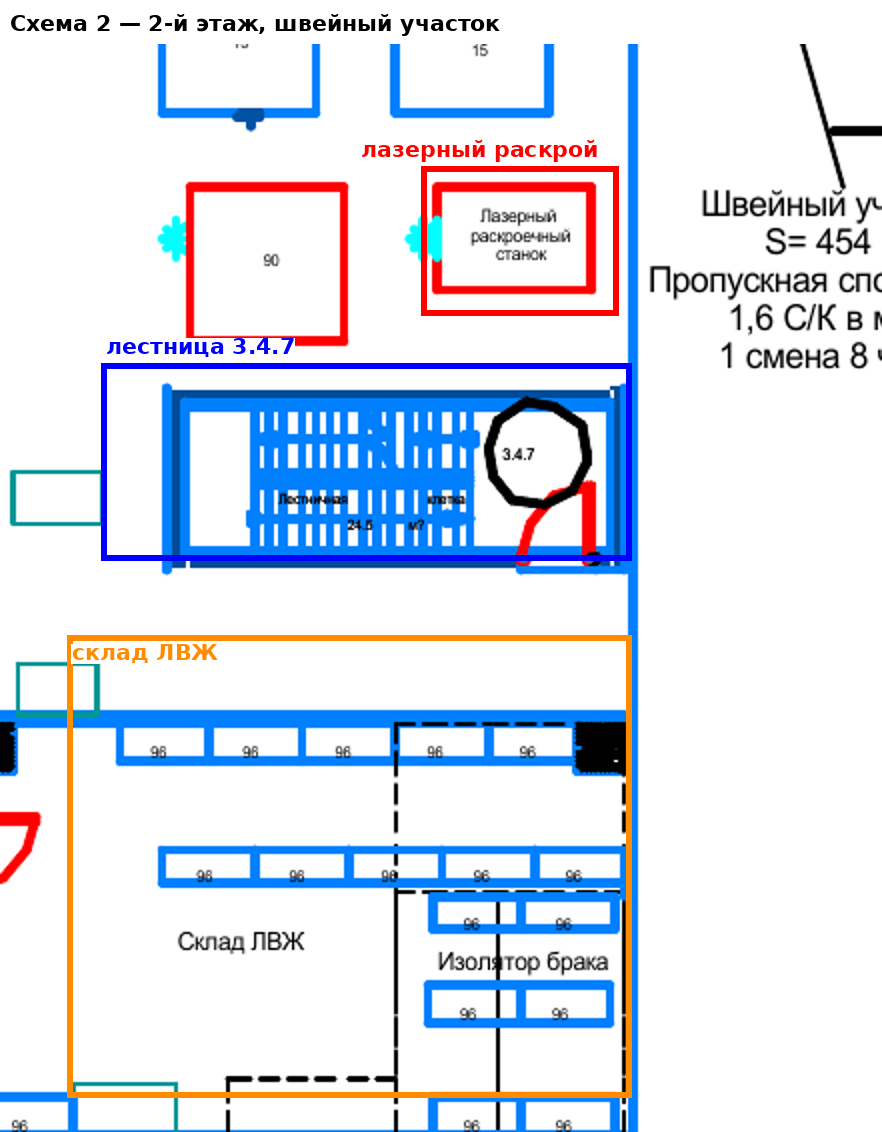 Схема 2 — 2-й этаж, швейный участок
15
лазерный раскрой
Лазерный
раскроечный
станок
90
Швейный уч
S= 454
Пропускная спо
1,6 С/К в м
1 смена 8 ч
лестница 3.4.7
3.4.7
Лестничная клетка
24.5 м?
склад ЛВЖ
96 96 96 96 96
96 96 96 96 96
96 96
Склад ЛВЖ
Изолятор брака
96 96
96 96 96